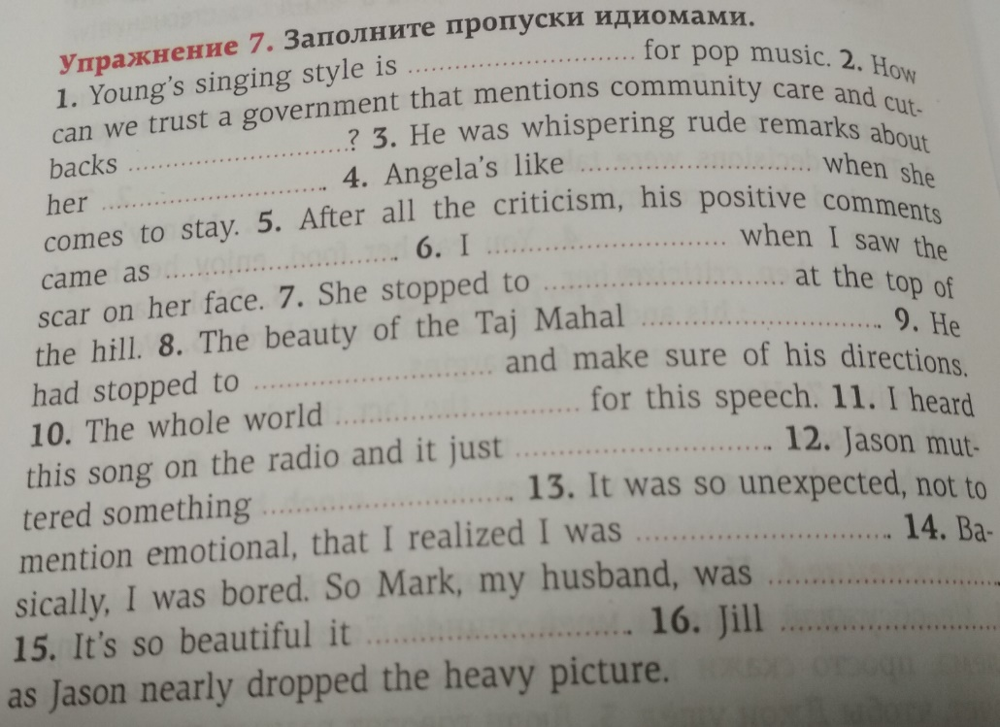 Упражнение 7. Заполните пропуски идиомами.
1. Young's singing style is .............................. for pop music. 2. How
can we trust a government that mentions community care and cut-
backs ..............................? 3. He was whispering rude remarks about
her .............................. . 4. Angela's like .............................. when she
comes to stay. 5. After all the criticism, his positive comments
came as .............................. . 6. I .............................. when I saw the
scar on her face. 7. She stopped to .............................. at the top of
the hill. 8. The beauty of the Taj Mahal .............................. . 9. He
had stopped to .............................. and make sure of his directions.
10. The whole world .............................. for this speech. 11. I heard
this song on the radio and it just .............................. . 12. Jason mut-
tered something .............................. . 13. It was so unexpected, not to
mention emotional, that I realized I was .............................. . 14. Ba-
sically, I was bored. So Mark, my husband, was ..............................
15. It's so beautiful it .............................. . 16. Jill ..............................
as Jason nearly dropped the heavy picture.